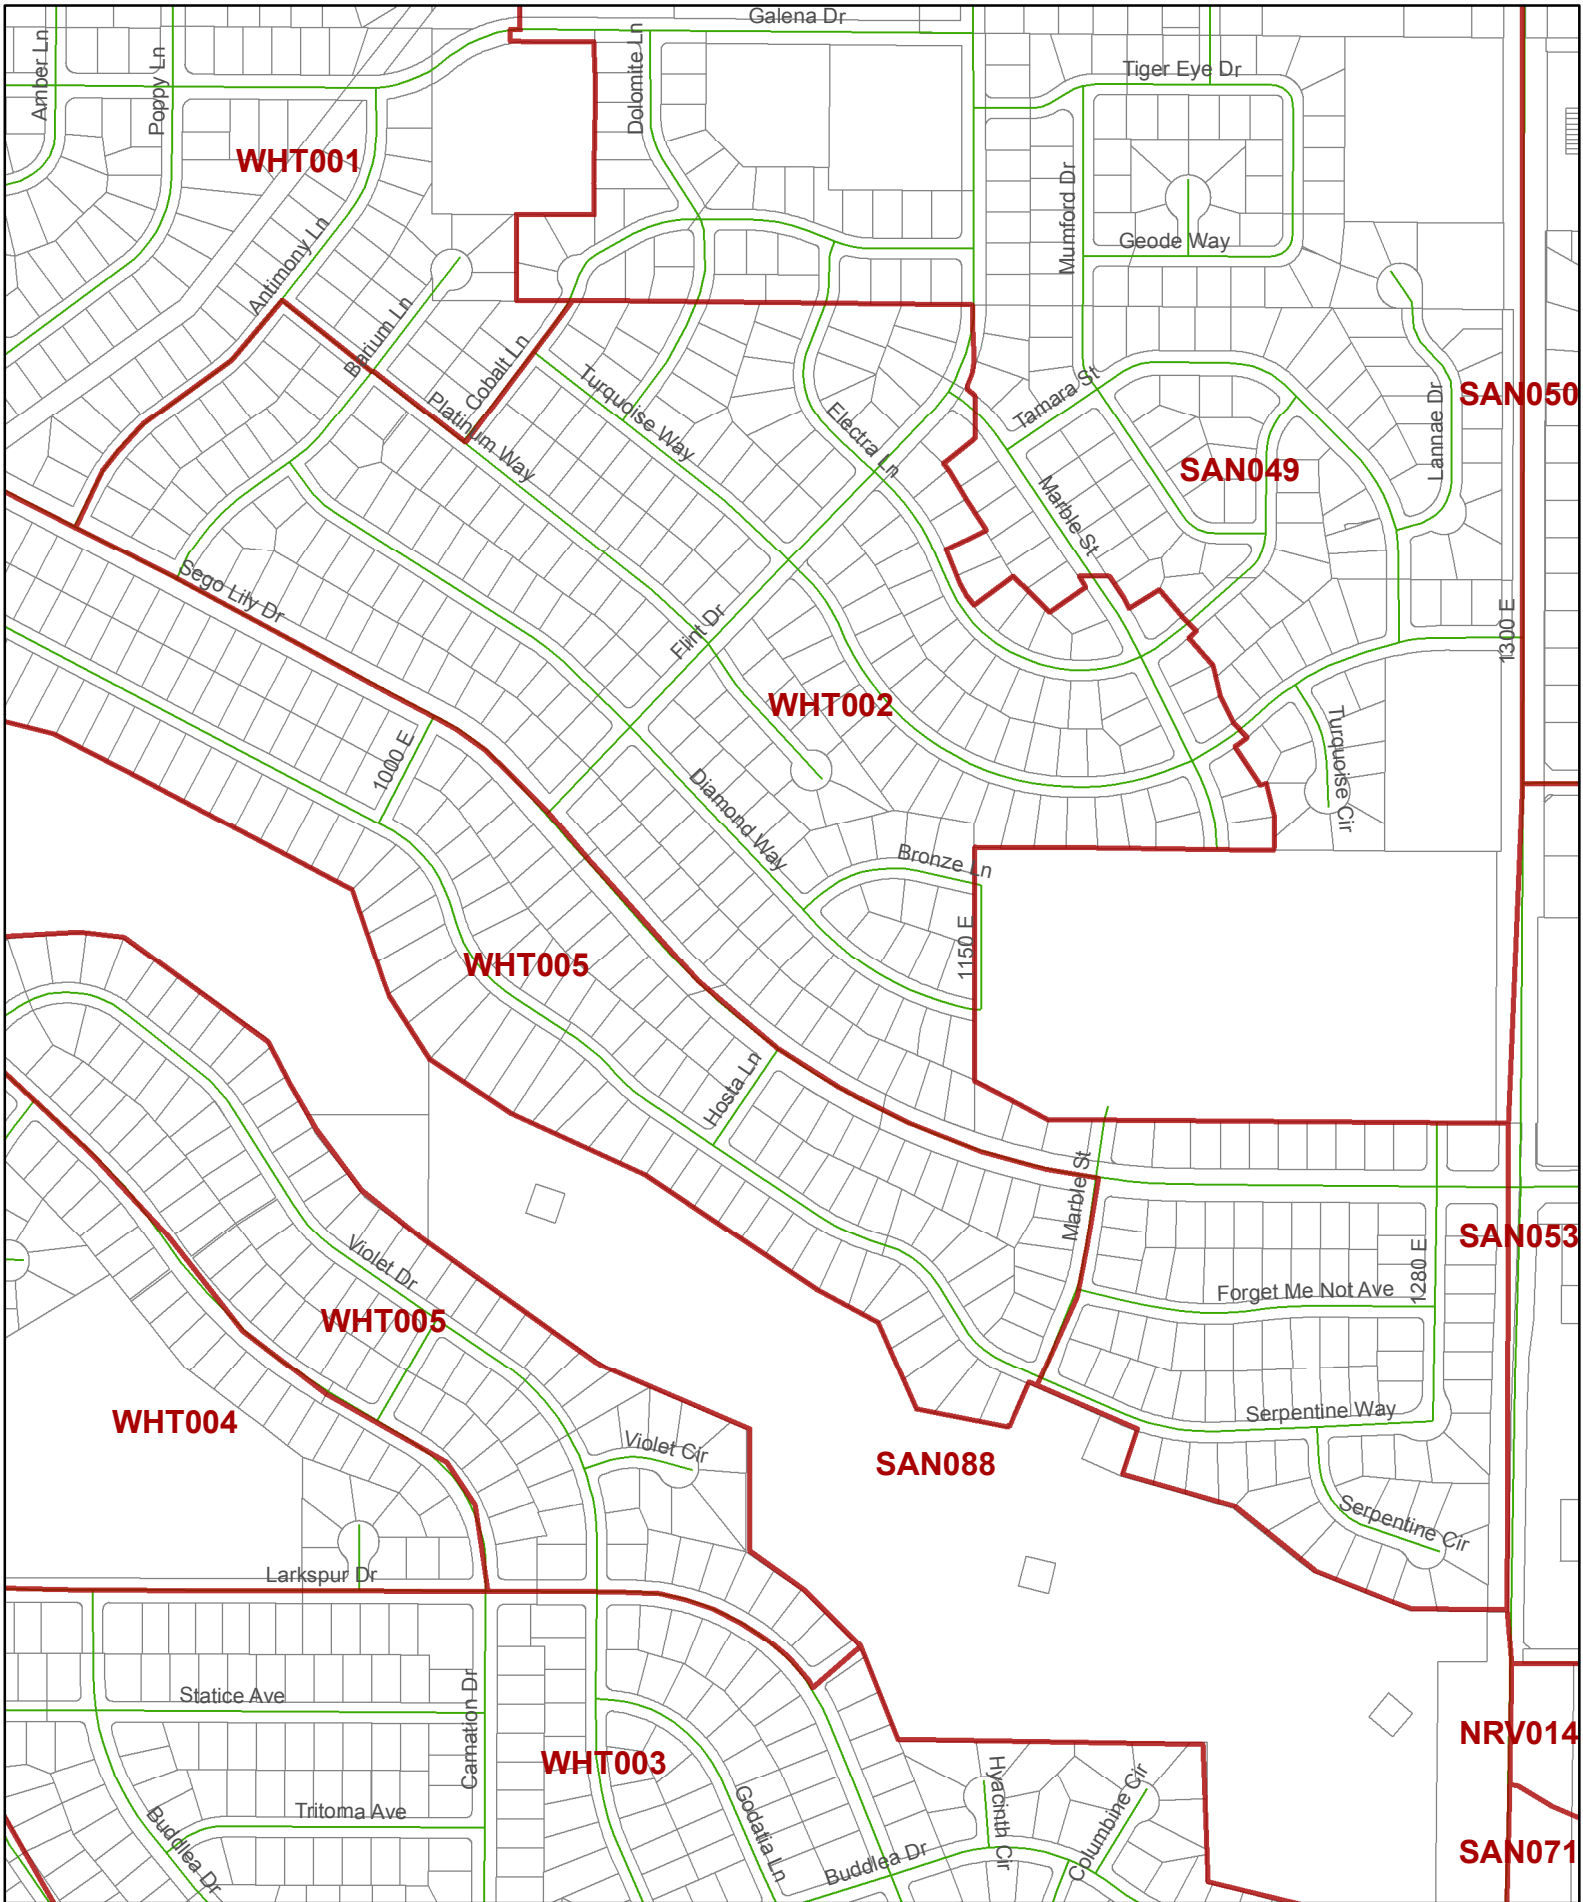 Galena Dr
Amber Ln
Poppy Ln
Dolomite Ln
Tiger Eye Dr
WHT001
Mumford Dr
Geode Way
Antimony Ln
Barium Ln
Cobalt Ln
Platinum Way
Turquoise Way
Electra Ln
Tamara St
Lannae Dr
SAN050
SAN049
Marble St
Sego Lily Dr
Flint Dr
1300 E
WHT002
1000 E
Turquoise Cir
Diamond Way
Bronze Ln
1150 E
WHT005
Hosta Ln
Marble St
SAN053
1280 E
Violet Dr
Forget Me Not Ave
WHT005
WHT004
Serpentine Way
Violet Cir
SAN088
Serpentine Cir
Larkspur Dr
Statice Ave
Carnation Dr
NRV014
WHT003
Hyacinth Cir
Columbine Cir
Tritoma Ave
Buddlea Dr
Godatia Ln
Buddlea Dr
SAN071